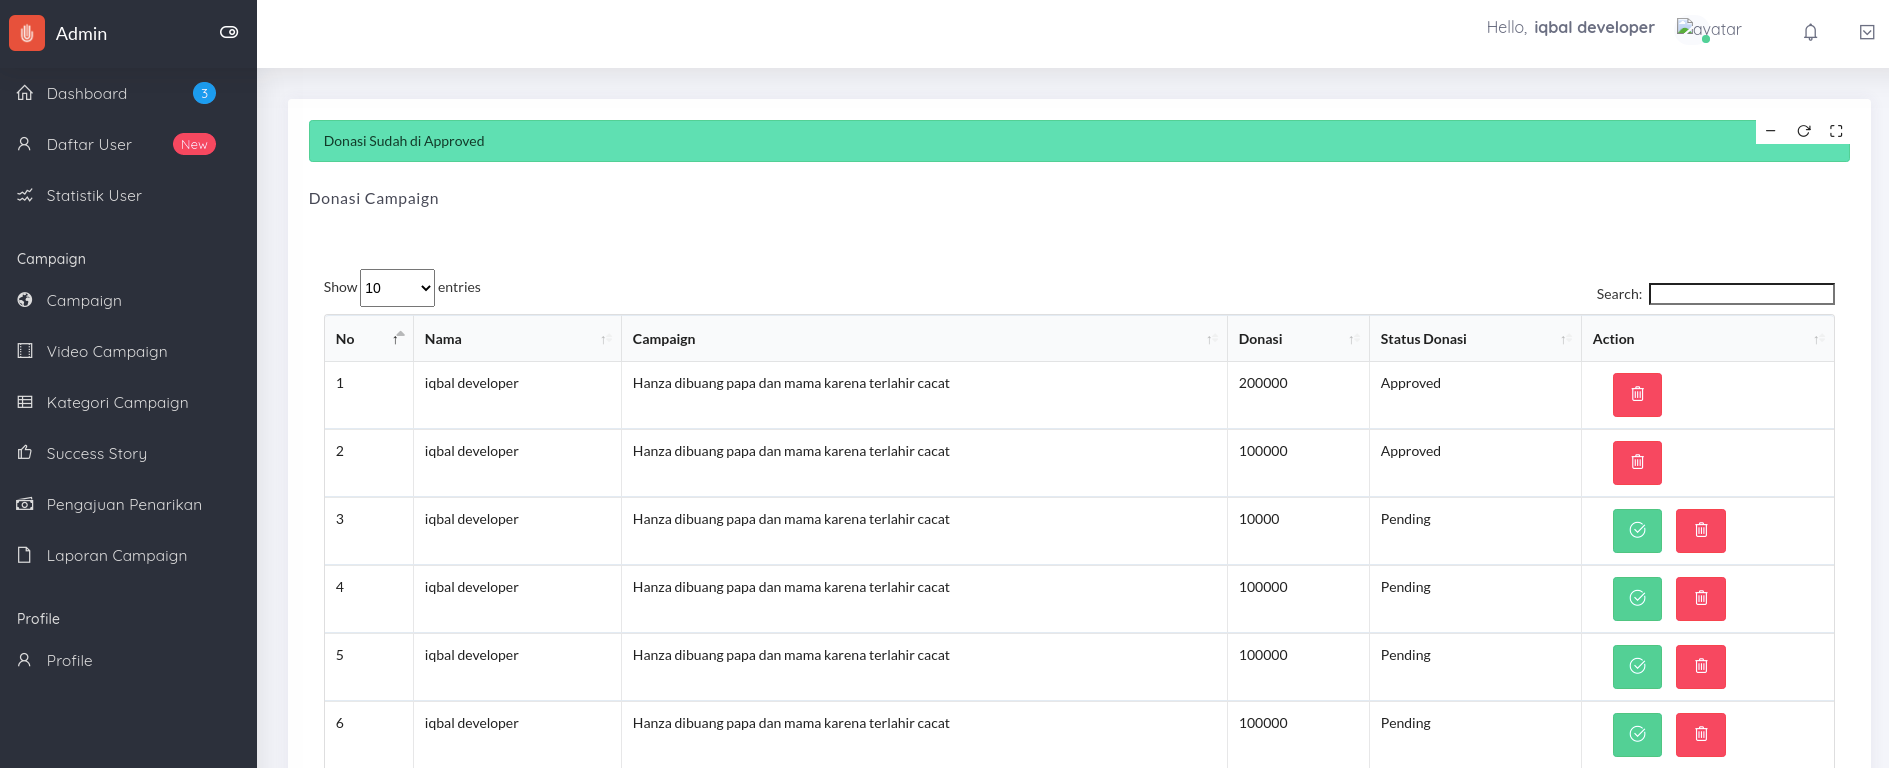 Admin
Hello, iqbal developer
avatar
Dashboard 3
Daftar User New
Statistik User
Campaign
Campaign
Video Campaign
Kategori Campaign
Success Story
Pengajuan Penarikan
Laporan Campaign
Profile
Profile
Donasi Sudah di Approved
Donasi Campaign
Show 10 entries
Search:
No Nama Campaign Donasi Status Donasi Action
1 iqbal developer Hanza dibuang papa dan mama karena terlahir cacat 200000 Approved
2 iqbal developer Hanza dibuang papa dan mama karena terlahir cacat 100000 Approved
3 iqbal developer Hanza dibuang papa dan mama karena terlahir cacat 10000 Pending
4 iqbal developer Hanza dibuang papa dan mama karena terlahir cacat 100000 Pending
5 iqbal developer Hanza dibuang papa dan mama karena terlahir cacat 100000 Pending
6 iqbal developer Hanza dibuang papa dan mama karena terlahir cacat 100000 Pending